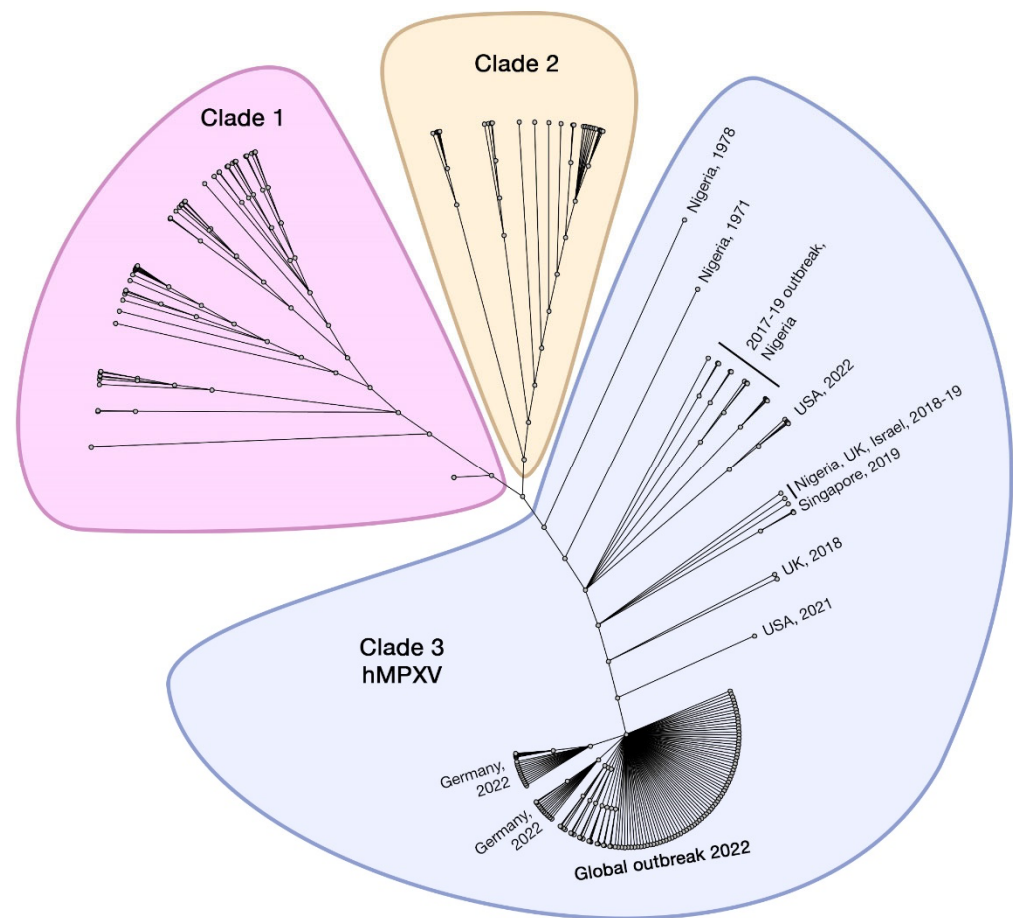 Clade 1
Clade 2
Nigeria, 1978
Nigeria, 1971
2017-19 outbreak,
Nigeria
USA, 2022
Nigeria, UK, Israel, 2018-19
Singapore, 2019
UK, 2018
USA, 2021
Clade 3
hMPXV
Germany,
2022
Germany,
2022
Global outbreak 2022